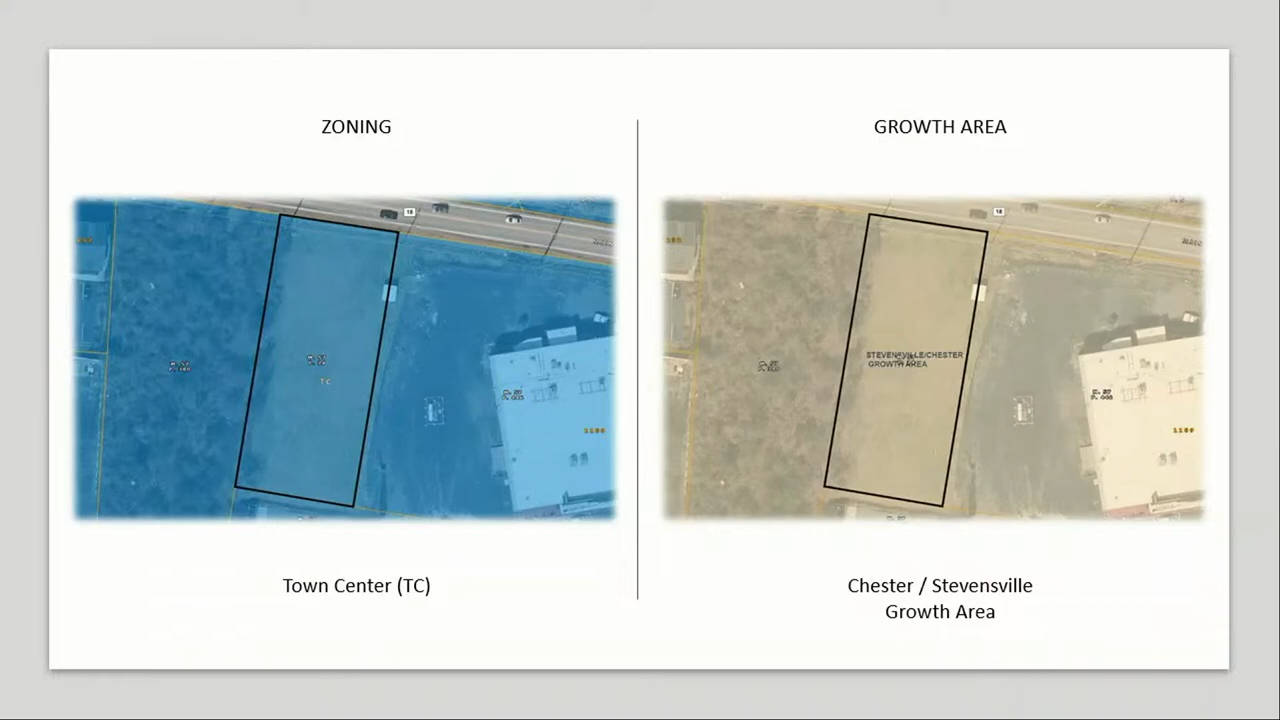 ZONING
GROWTH AREA
18
18
TC
STEVENSVILLE/CHESTER
GROWTH AREA
Town Center (TC)
Chester / Stevensville
Growth Area